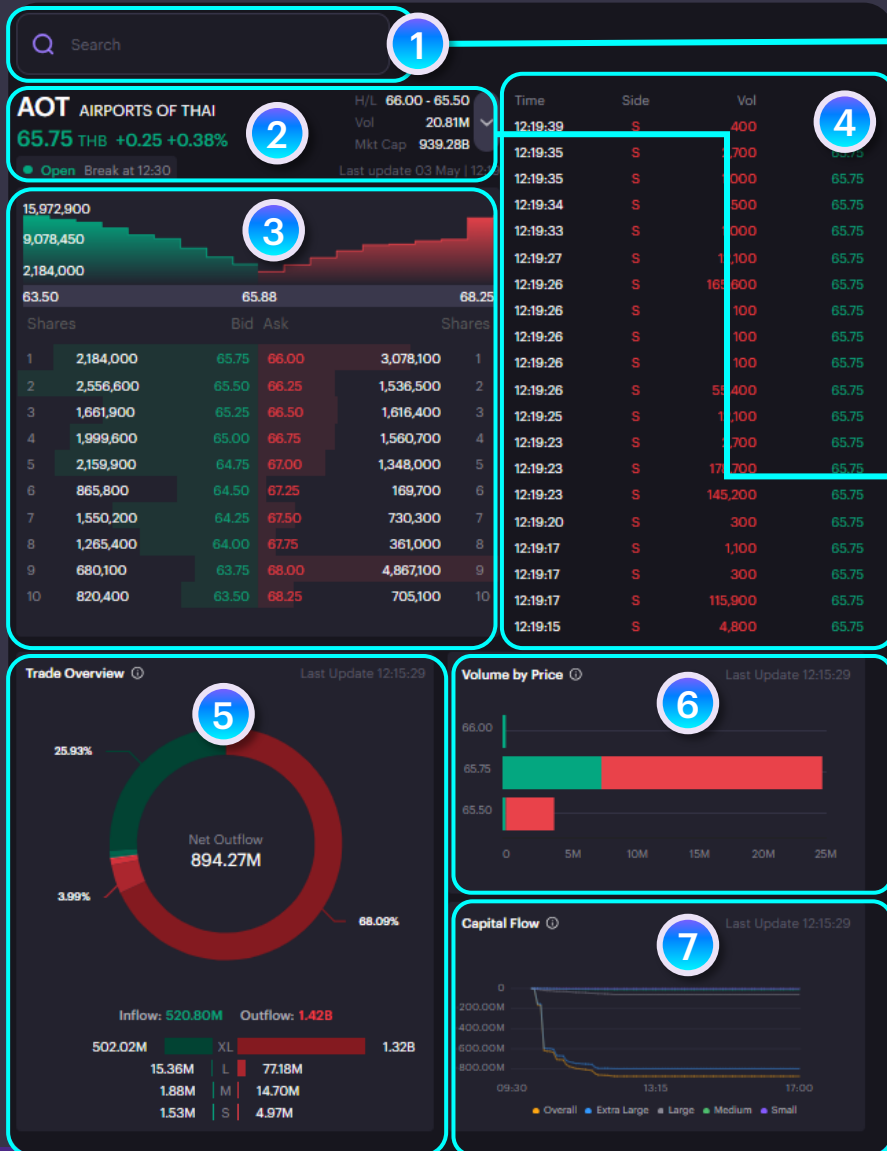 Search
1
AOT AIRPORTS OF THAI
65.75 THB +0.25 +0.38%
Open Break at 12:30
H/L 66.00 - 65.50
Vol 20.81M
Mkt Cap 939.28B
Last update 03 May |
2
3
15,972,900
9,078,450
2,184,000
63.50 65.88 68.25
Shares Bid Ask Shares
1 2,184,000 65.75 66.00 3,078,100 1
2 2,556,600 65.50 66.25 1,536,500 2
3 1,661,900 65.25 66.50 1,616,400 3
4 1,999,600 65.00 66.75 1,560,700 4
5 2,159,900 64.75 67.00 1,348,000 5
6 865,800 64.50 67.25 169,700 6
7 1,550,200 64.25 67.50 730,300 7
8 1,265,400 64.00 67.75 361,000 8
9 680,100 63.75 68.00 4,867,100 9
10 820,400 63.50 68.25 705,100 10
4
Time Side Vol
12:19:39 S 400
12:19:35 S 65.75
12:19:35 S 65.75
12:19:34 S 500 65.75
12:19:33 S 65.75
12:19:27 S 65.75
12:19:26 S 65.75
12:19:26 S 100 65.75
12:19:26 S 100 65.75
12:19:26 S 100 65.75
12:19:26 S 65.75
12:19:25 S 65.75
12:19:23 S 65.75
12:19:23 S 65.75
12:19:23 S 145,200 65.75
12:19:20 S 300 65.75
12:19:17 S 1,100 65.75
12:19:17 S 300 65.75
12:19:17 S 115,900 65.75
12:19:15 S 4,800 65.75
Trade Overview Last Update 12:15:29
5
25.93%
Net Outflow
894.27M
3.99%
68.09%
Inflow: 520.80M Outflow: 1.42B
502.02M XL 1.32B
15.36M L 77.18M
1.88M M 14.70M
1.53M S 4.97M
Volume by Price Last Update 12:15:29
6
66.00
65.75
65.50
0 5M 10M 15M 20M 25M
Capital Flow Last Update 12:15:29
7
0
200.00M
400.00M
600.00M
800.00M
09:30 13:15 17:00
Overall Extra Large Large Medium Small